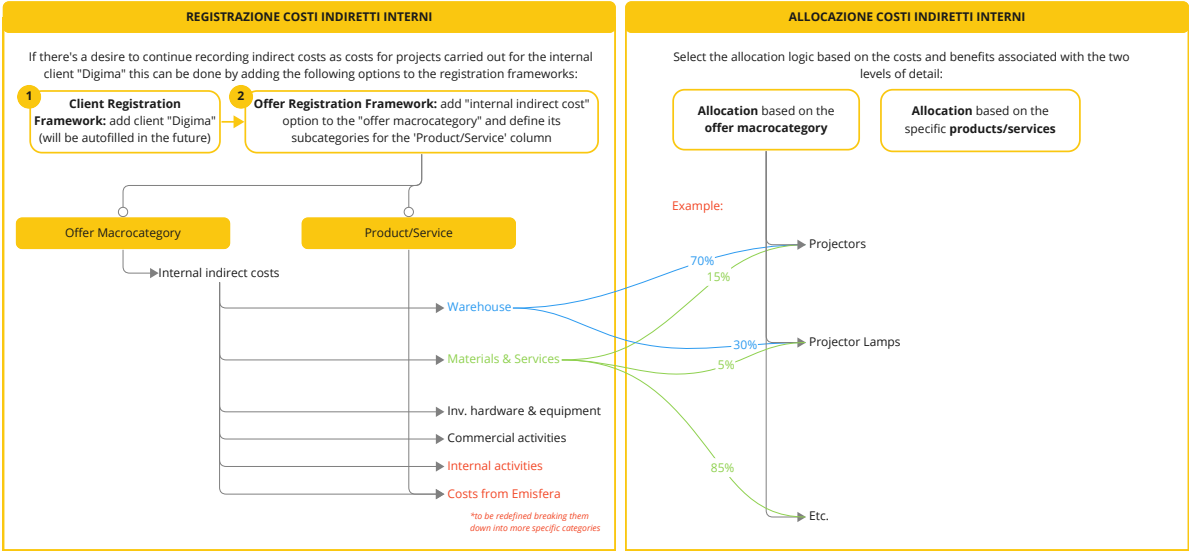 REGISTRAZIONE COSTI INDIRETTI INTERNI
If there's a desire to continue recording indirect costs as costs for projects carried out for the internal
client "Digima" this can be done by adding the following options to the registration frameworks:
1
Client Registration
Framework: add client "Digima"
(will be autofilled in the future)
2
Offer Registration Framework: add "internal indirect cost"
option to the "offer macrocategory" and define its
subcategories for the 'Product/Service' column
Offer Macrocategory
Product/Service
Internal indirect costs
Warehouse
Materials & Services
Inv. hardware & equipment
Commercial activities
Internal activities
Costs from Emisfera
*to be redefined breaking them
down into more specific categories
ALLOCAZIONE COSTI INDIRETTI INTERNI
Select the allocation logic based on the costs and benefits associated with the two
levels of detail:
Allocation based on the
offer macrocategory
Allocation based on the
specific products/services
Example:
Projectors
70%
15%
Projector Lamps
30%
5%
85%
Etc.